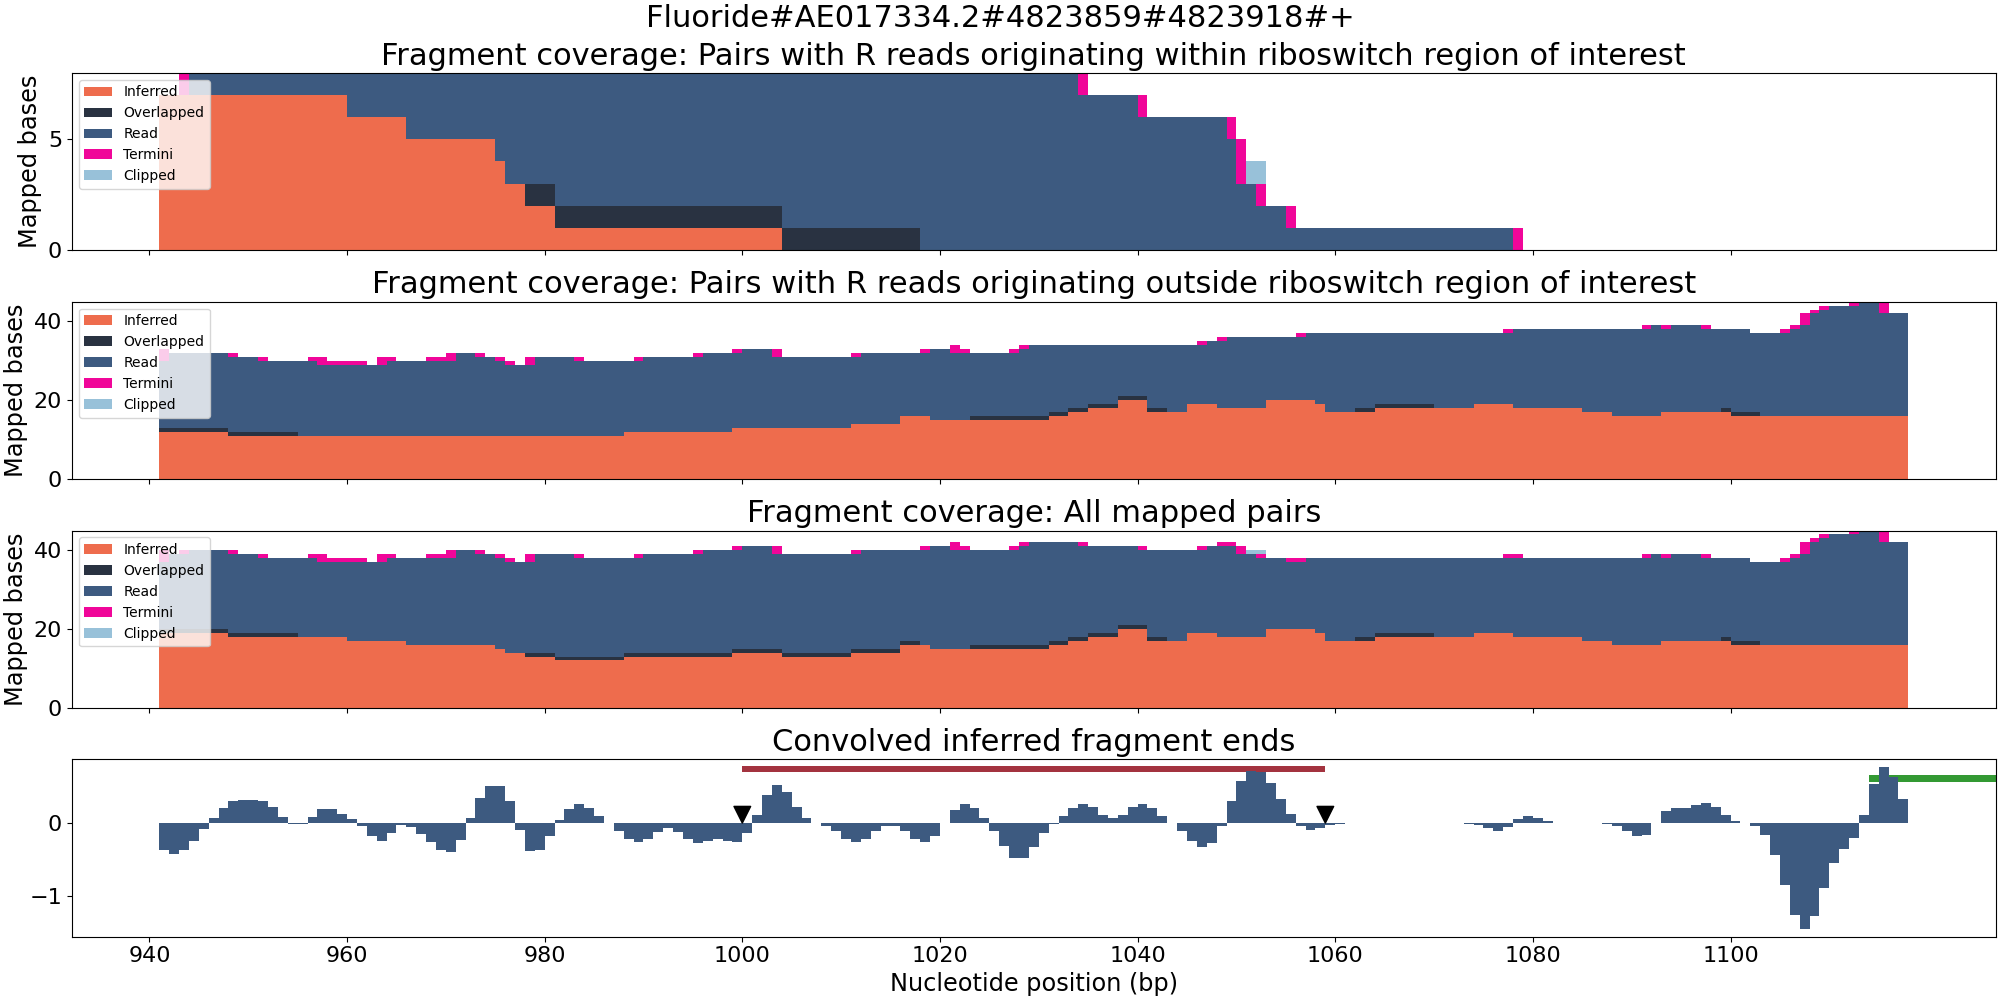 Fluoride#AE017334.2#4823859#4823918#+
Fragment coverage: Pairs with R reads originating within riboswitch region of interest
Mapped bases
5
0
Inferred
Overlapped
Read
Termini
Clipped
Fragment coverage: Pairs with R reads originating outside riboswitch region of interest
Mapped bases
40
20
0
Inferred
Overlapped
Read
Termini
Clipped
Fragment coverage: All mapped pairs
Mapped bases
40
20
0
Inferred
Overlapped
Read
Termini
Clipped
Convolved inferred fragment ends
0
−1
940 960 980 1000 1020 1040 1060 1080 1100
Nucleotide position (bp)